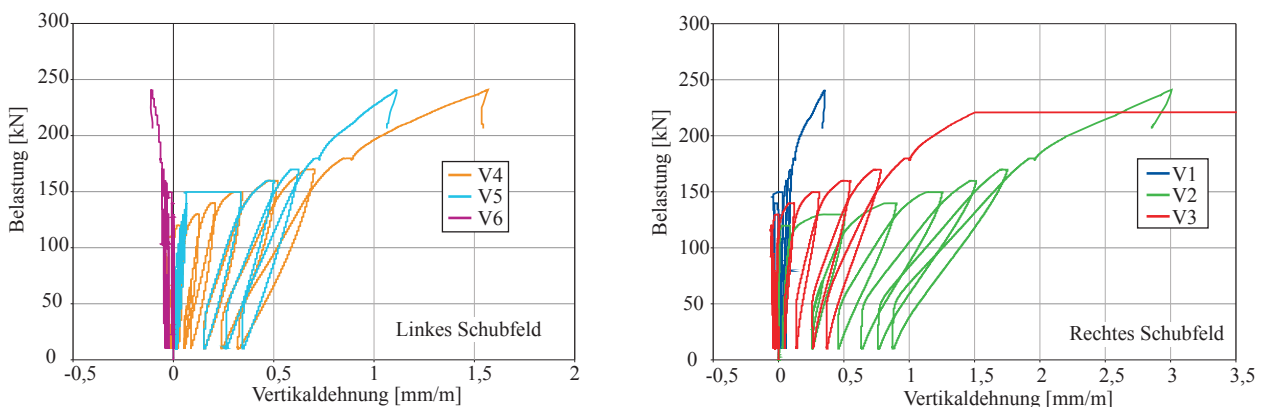 300
250
200
150
100
50
0
Belastung [kN]
V4
V5
V6
Linkes Schubfeld
-0,5
0
0,5
1
1,5
2
Vertikaldehnung [mm/m]
300
250
200
150
100
50
0
Belastung [kN]
V1
V2
V3
Rechtes Schubfeld
-0,5
0
0,5
1
1,5
2
2,5
3
3,5
Vertikaldehnung [mm/m]